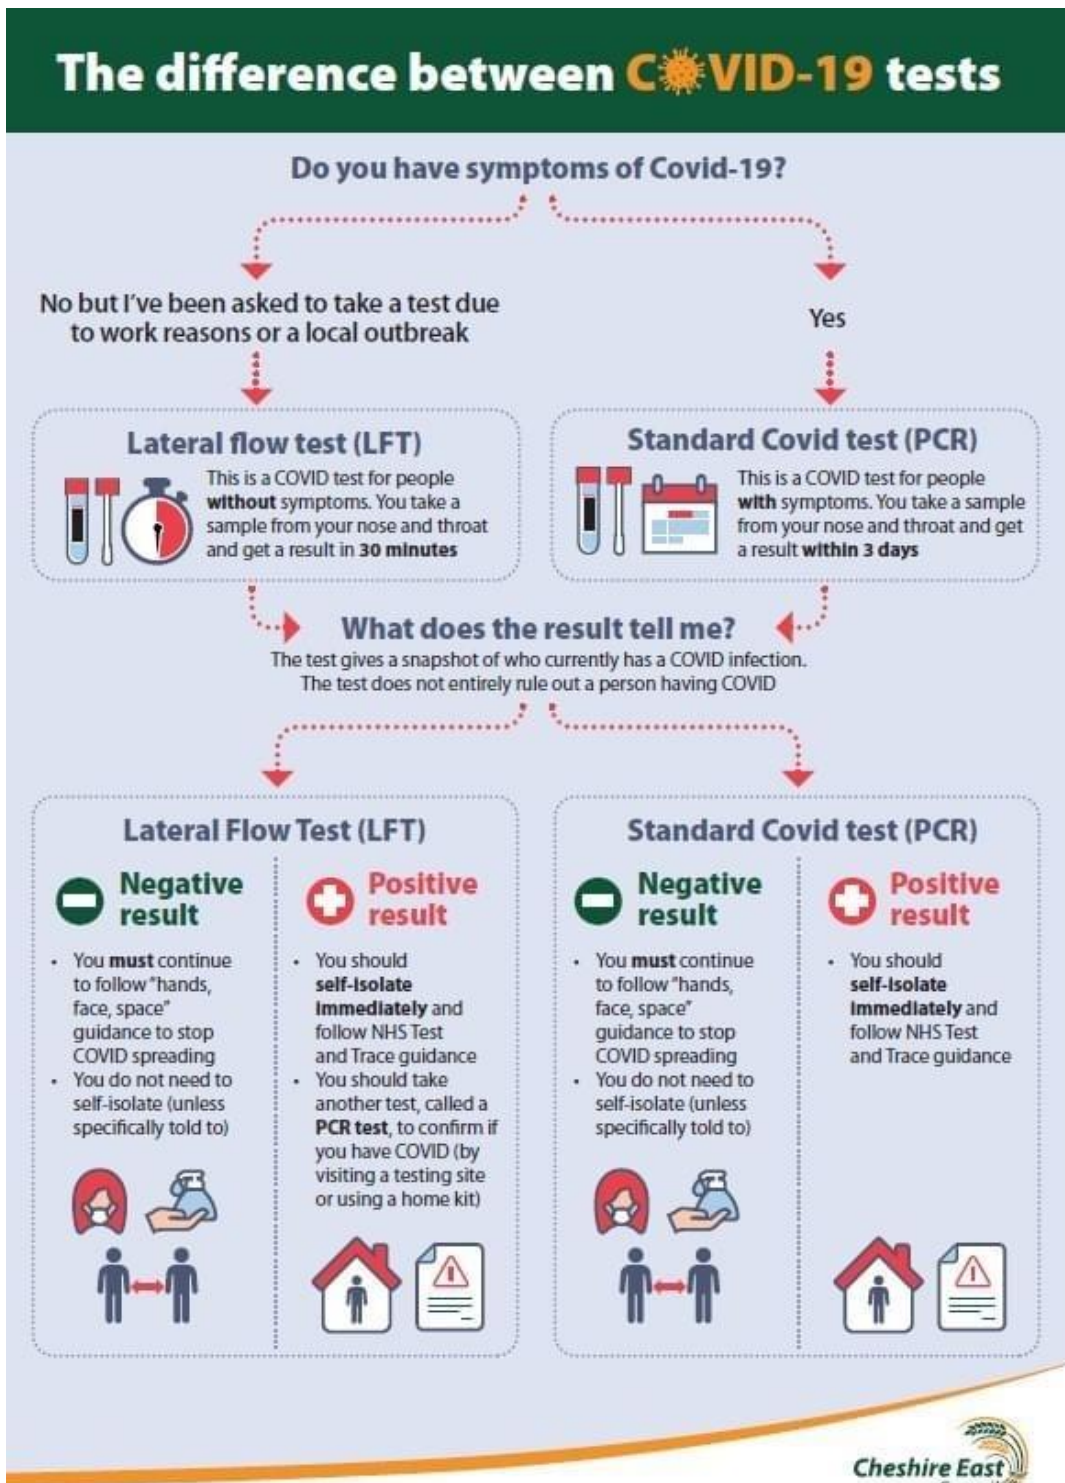 The difference between COVID-19 tests
Do you have symptoms of Covid-19?
No but I've been asked to take a test due
to work reasons or a local outbreak
Yes
Lateral flow test (LFT)
This is a COVID test for people
without symptoms. You take a
sample from your nose and throat
and get a result in 30 minutes
Standard Covid test (PCR)
This is a COVID test for people
with symptoms. You take a sample
from your nose and throat and get
a result within 3 days
What does the result tell me?
The test gives a snapshot of who currently has a COVID infection.
The test does not entirely rule out a person having COVID
Lateral Flow Test (LFT)
Negative
result
• You must continue
to follow "hands,
face, space"
guidance to stop
COVID spreading
• You do not need to
self-isolate (unless
specifically told to)
Positive
result
• You should
self-isolate
immediately and
follow NHS Test
and Trace guidance
• You should take
another test, called a
PCR test, to confirm if
you have COVID (by
visiting a testing site
or using a home kit)
Standard Covid test (PCR)
Negative
result
• You must continue
to follow "hands,
face, space"
guidance to stop
COVID spreading
• You do not need to
self-isolate (unless
specifically told to)
Positive
result
• You should
self-isolate
immediately and
follow NHS Test
and Trace guidance
Cheshire East